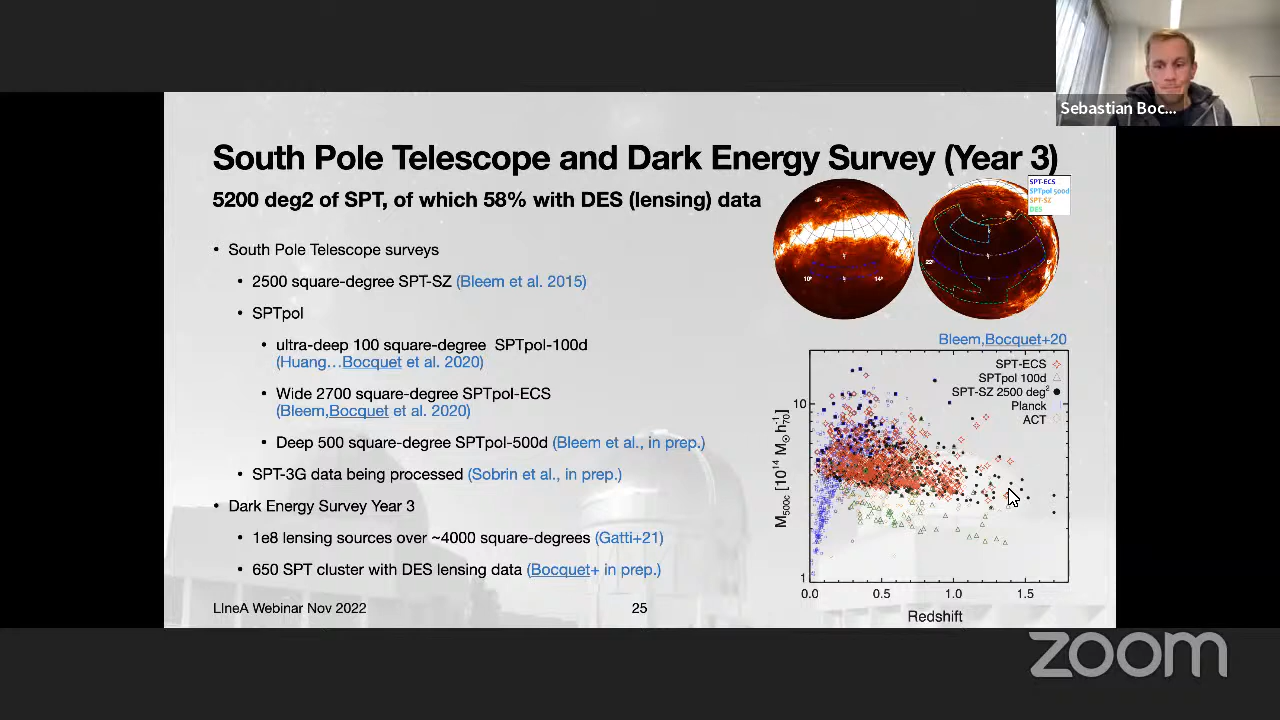 Sebastian Boc...
South Pole Telescope and Dark Energy Survey (Year 3)
5200 deg2 of SPT, of which 58% with DES (lensing) data
SPT-ECS
SPTpol 500d
SPT-SZ
DES
• South Pole Telescope surveys
• 2500 square-degree SPT-SZ (Bleem et al. 2015)
• SPTpol
• ultra-deep 100 square-degree SPTpol-100d
(Huang…Bocquet et al. 2020)
• Wide 2700 square-degree SPTpol-ECS
(Bleem,Bocquet et al. 2020)
• Deep 500 square-degree SPTpol-500d (Bleem et al., in prep.)
• SPT-3G data being processed (Sobrin et al., in prep.)
• Dark Energy Survey Year 3
• 1e8 lensing sources over ~4000 square-degrees (Gatti+21)
• 650 SPT cluster with DES lensing data (Bocquet+ in prep.)
Bleem,Bocquet+20
SPT-ECS
SPTpol 100d
SPT-SZ 2500 deg²
Planck
ACT
10
1
M500c [10¹⁴ M⊙ h₇₀⁻¹]
0.0 0.5 1.0 1.5
Redshift
LIneA Webinar Nov 2022
25
zoom